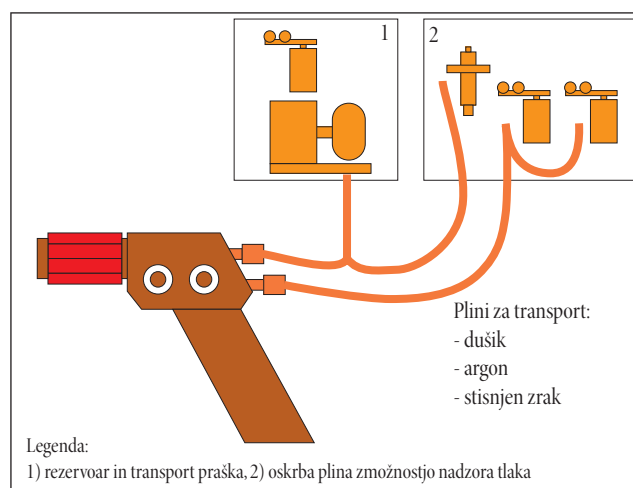 1
2
Plini za transport:
- dušik
- argon
- stisnjen zrak
Legenda:
1) rezervoar in transport praška, 2) oskrba plina zmožnostjo nadzora tlaka